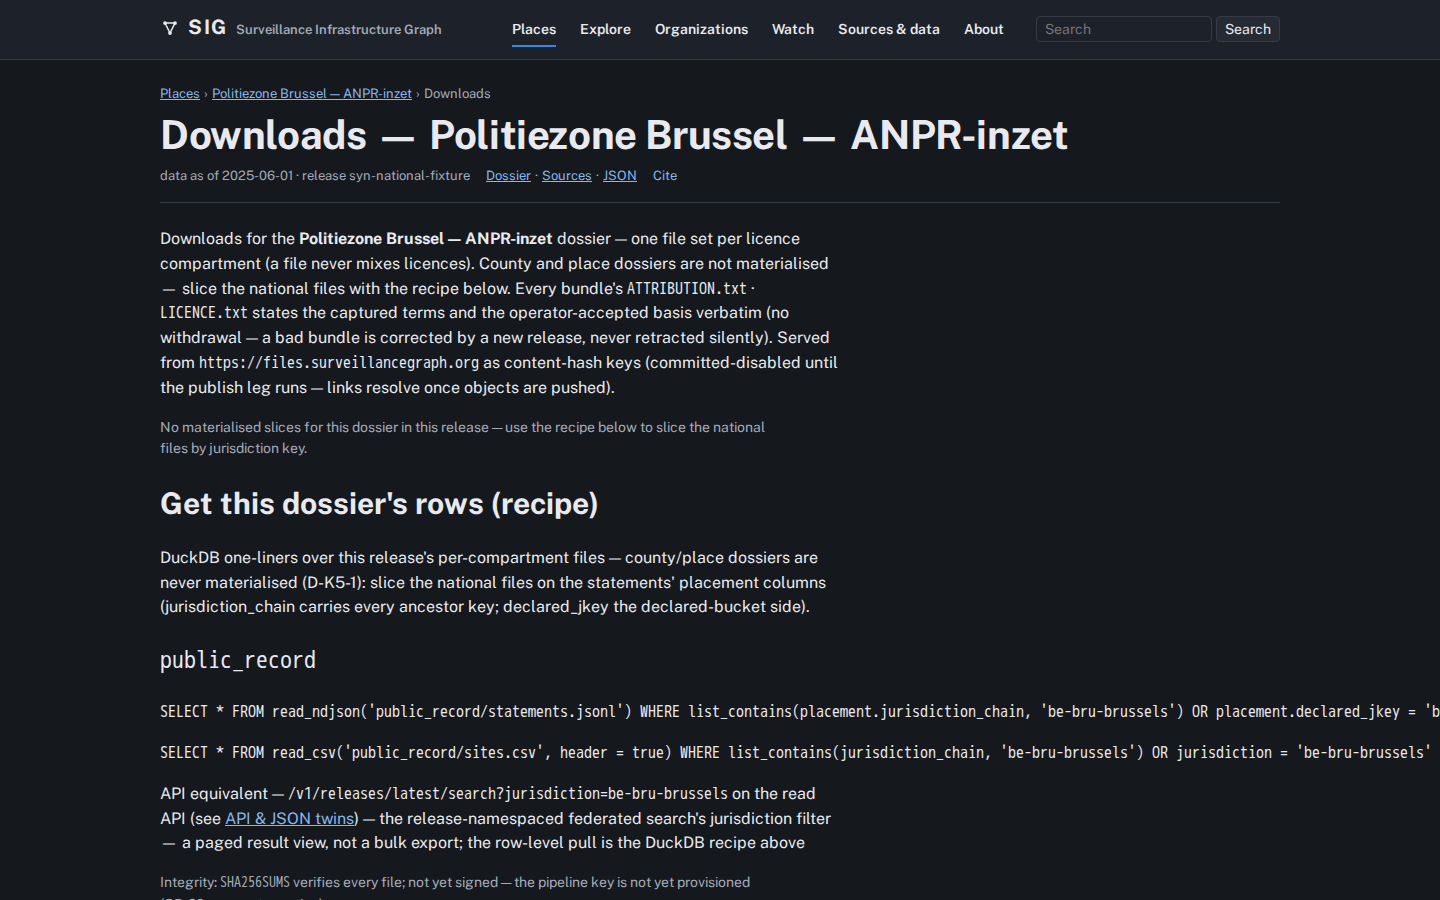 SIG Surveillance Infrastructure Graph Places Explore Organizations Watch Sources & data About Search Search
Places › Politiezone Brussel — ANPR-inzet › Downloads
Downloads — Politiezone Brussel — ANPR-inzet
data as of 2025-06-01 · release syn-national-fixture Dossier · Sources · JSON Cite
Downloads for the Politiezone Brussel — ANPR-inzet dossier — one file set per licence
compartment (a file never mixes licences). County and place dossiers are not materialised
— slice the national files with the recipe below. Every bundle's ATTRIBUTION.txt ·
LICENCE.txt states the captured terms and the operator-accepted basis verbatim (no
withdrawal — a bad bundle is corrected by a new release, never retracted silently). Served
from https://files.surveillancegraph.org as content-hash keys (committed-disabled until
the publish leg runs — links resolve once objects are pushed).
No materialised slices for this dossier in this release — use the recipe below to slice the national
files by jurisdiction key.
Get this dossier's rows (recipe)
DuckDB one-liners over this release's per-compartment files — county/place dossiers are
never materialised (D-K5-1): slice the national files on the statements' placement columns
(jurisdiction_chain carries every ancestor key; declared_jkey the declared-bucket side).
public_record
SELECT * FROM read_ndjson('public_record/statements.jsonl') WHERE list_contains(placement.jurisdiction_chain, 'be-bru-brussels') OR placement.declared_jkey = 'b
SELECT * FROM read_csv('public_record/sites.csv', header = true) WHERE list_contains(jurisdiction_chain, 'be-bru-brussels') OR jurisdiction = 'be-bru-brussels'
API equivalent — /v1/releases/latest/search?jurisdiction=be-bru-brussels on the read
API (see API & JSON twins) — the release-namespaced federated search's jurisdiction filter
— a paged result view, not a bulk export; the row-level pull is the DuckDB recipe above
Integrity: SHA256SUMS verifies every file; not yet signed — the pipeline key is not yet provisioned